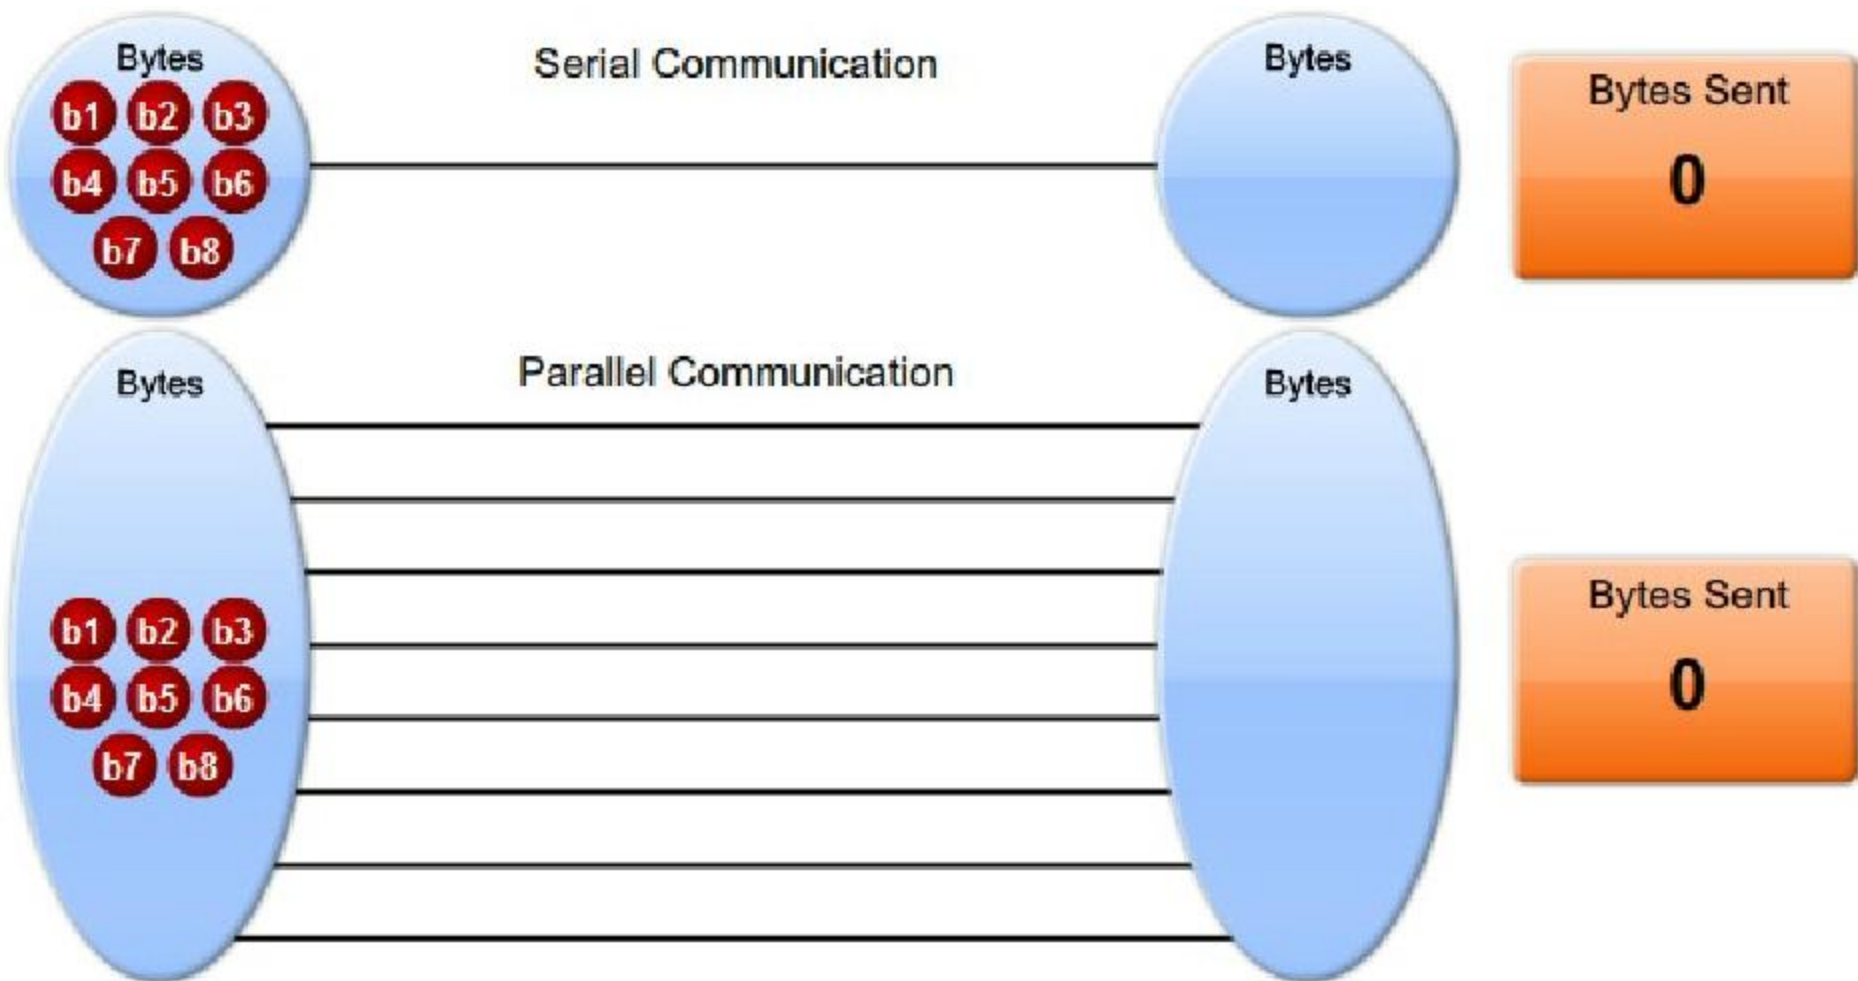 Bytes
b1 b2 b3
b4 b5 b6
b7 b8
Serial Communication
Bytes
Bytes Sent
0
Bytes
b1 b2 b3
b4 b5 b6
b7 b8
Parallel Communication
Bytes
Bytes Sent
0